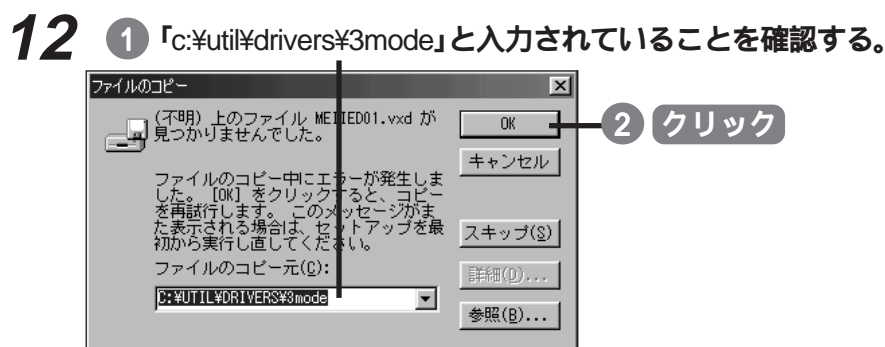 12 1 「c:¥util¥drivers¥3mode」と入力されていることを確認する。
ファイルのコピー
(不明) 上のファイル MEIIED01.vxd が
見つかりませんでした。
ファイルのコピー中にエラーが発生しま
した。 [OK] をクリックすると、コピー
を再試行します。 このメッセージがま
た表示される場合は、セットアップを最
初から実行し直してください。
ファイルのコピー元(C):
C:¥UTIL¥DRIVERS¥3mode
OK
キャンセル
スキップ(S)
詳細(D)...
参照(B)...
2 クリック